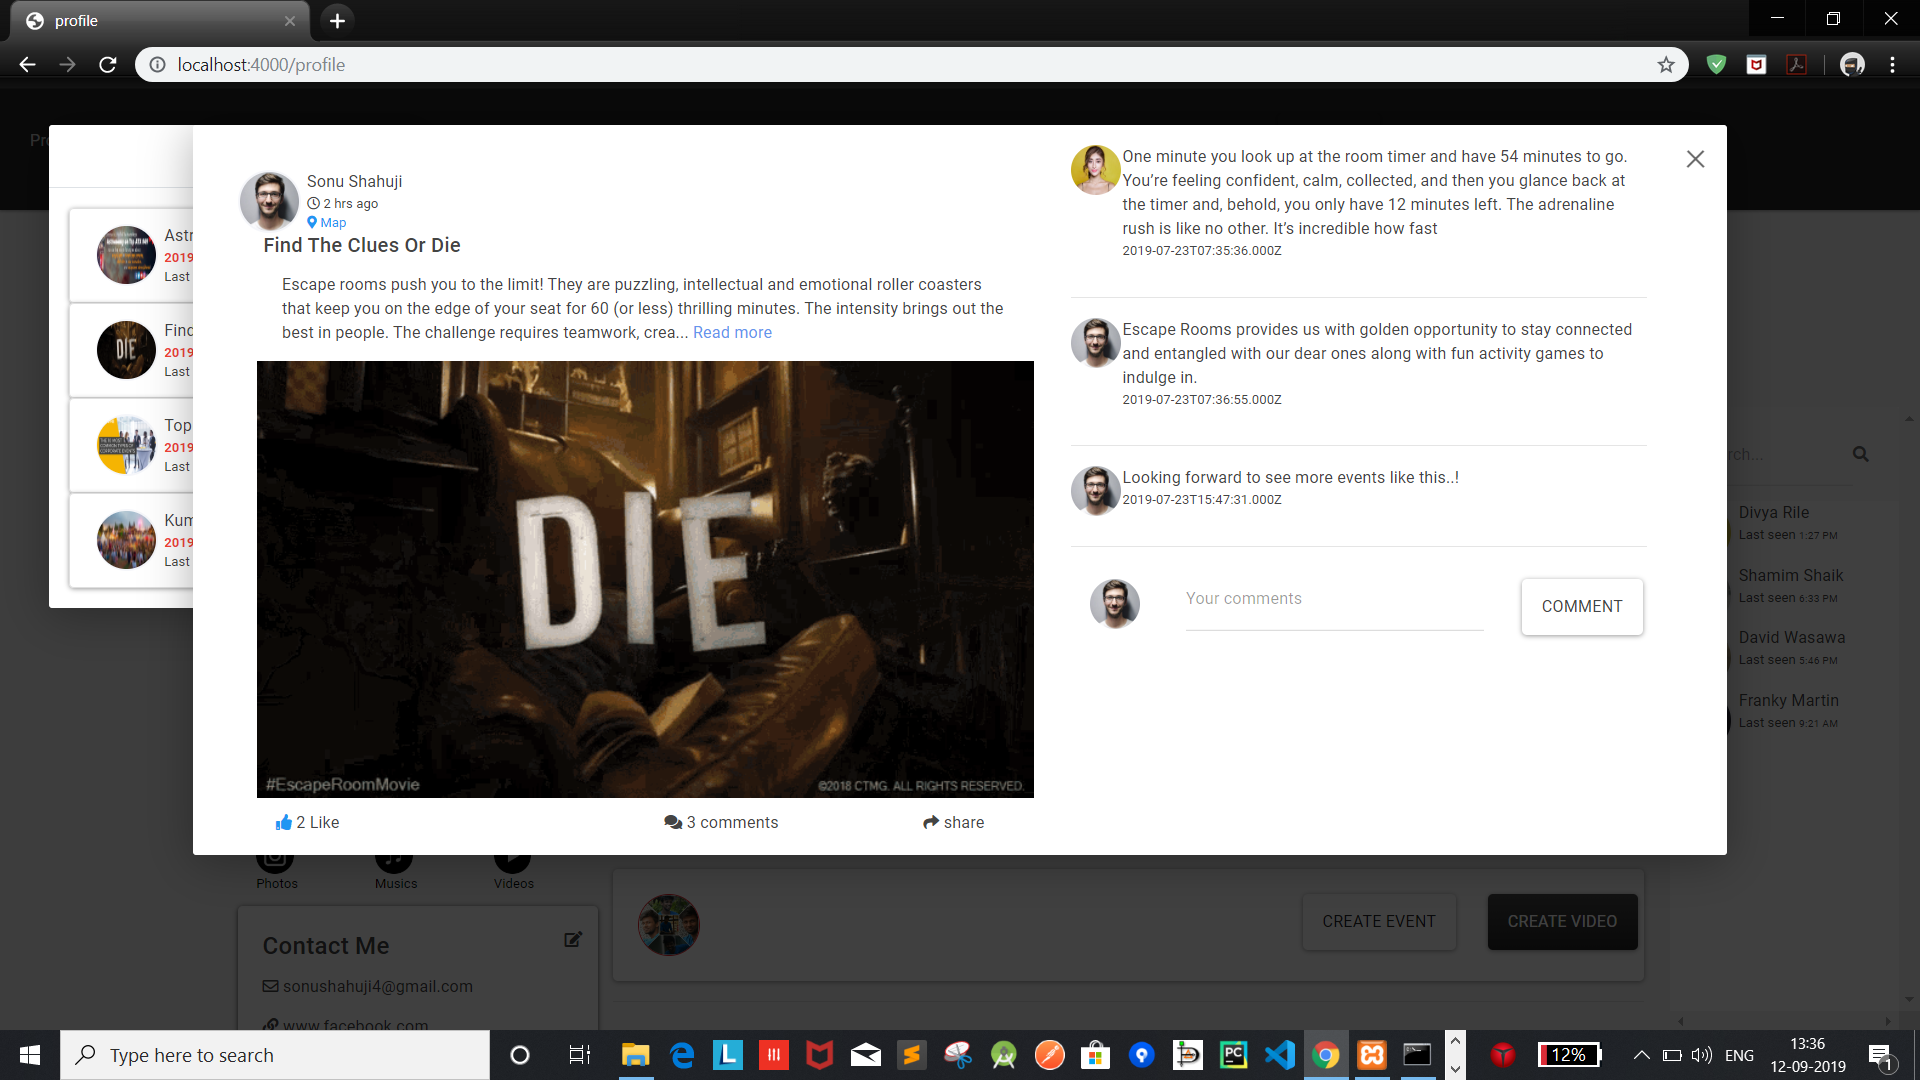 profile
localhost:4000/profile
Sonu Shahuji
2 hrs ago
Map
Find The Clues Or Die
Escape rooms push you to the limit! They are puzzling, intellectual and emotional roller coasters
that keep you on the edge of your seat for 60 (or less) thrilling minutes. The intensity brings out the
best in people. The challenge requires teamwork, crea... Read more
DIE
#EscapeRoomMovie
©2018 CTMG. ALL RIGHTS RESERVED.
2 Like
3 comments
share
One minute you look up at the room timer and have 54 minutes to go.
You’re feeling confident, calm, collected, and then you glance back at
the timer and, behold, you only have 12 minutes left. The adrenaline
rush is like no other. It’s incredible how fast
2019-07-23T07:35:36.000Z
Escape Rooms provides us with golden opportunity to stay connected
and entangled with our dear ones along with fun activity games to
indulge in.
2019-07-23T07:36:55.000Z
Looking forward to see more events like this..!
2019-07-23T15:47:31.000Z
Your comments
COMMENT
Astr
2019
Last
Find
DIE
2019
Last
Top
2019
Last
Kum
2019
Last
Divya Rile
Last seen 1:27 PM
Shamim Shaik
Last seen 6:33 PM
David Wasawa
Last seen 5:46 PM
Franky Martin
Last seen 9:21 AM
Photos
Musics
Videos
Contact Me
sonushahuji4@gmail.com
www.facebook.com
CREATE EVENT
CREATE VIDEO
Type here to search
12%
ENG
13:36
12-09-2019
1